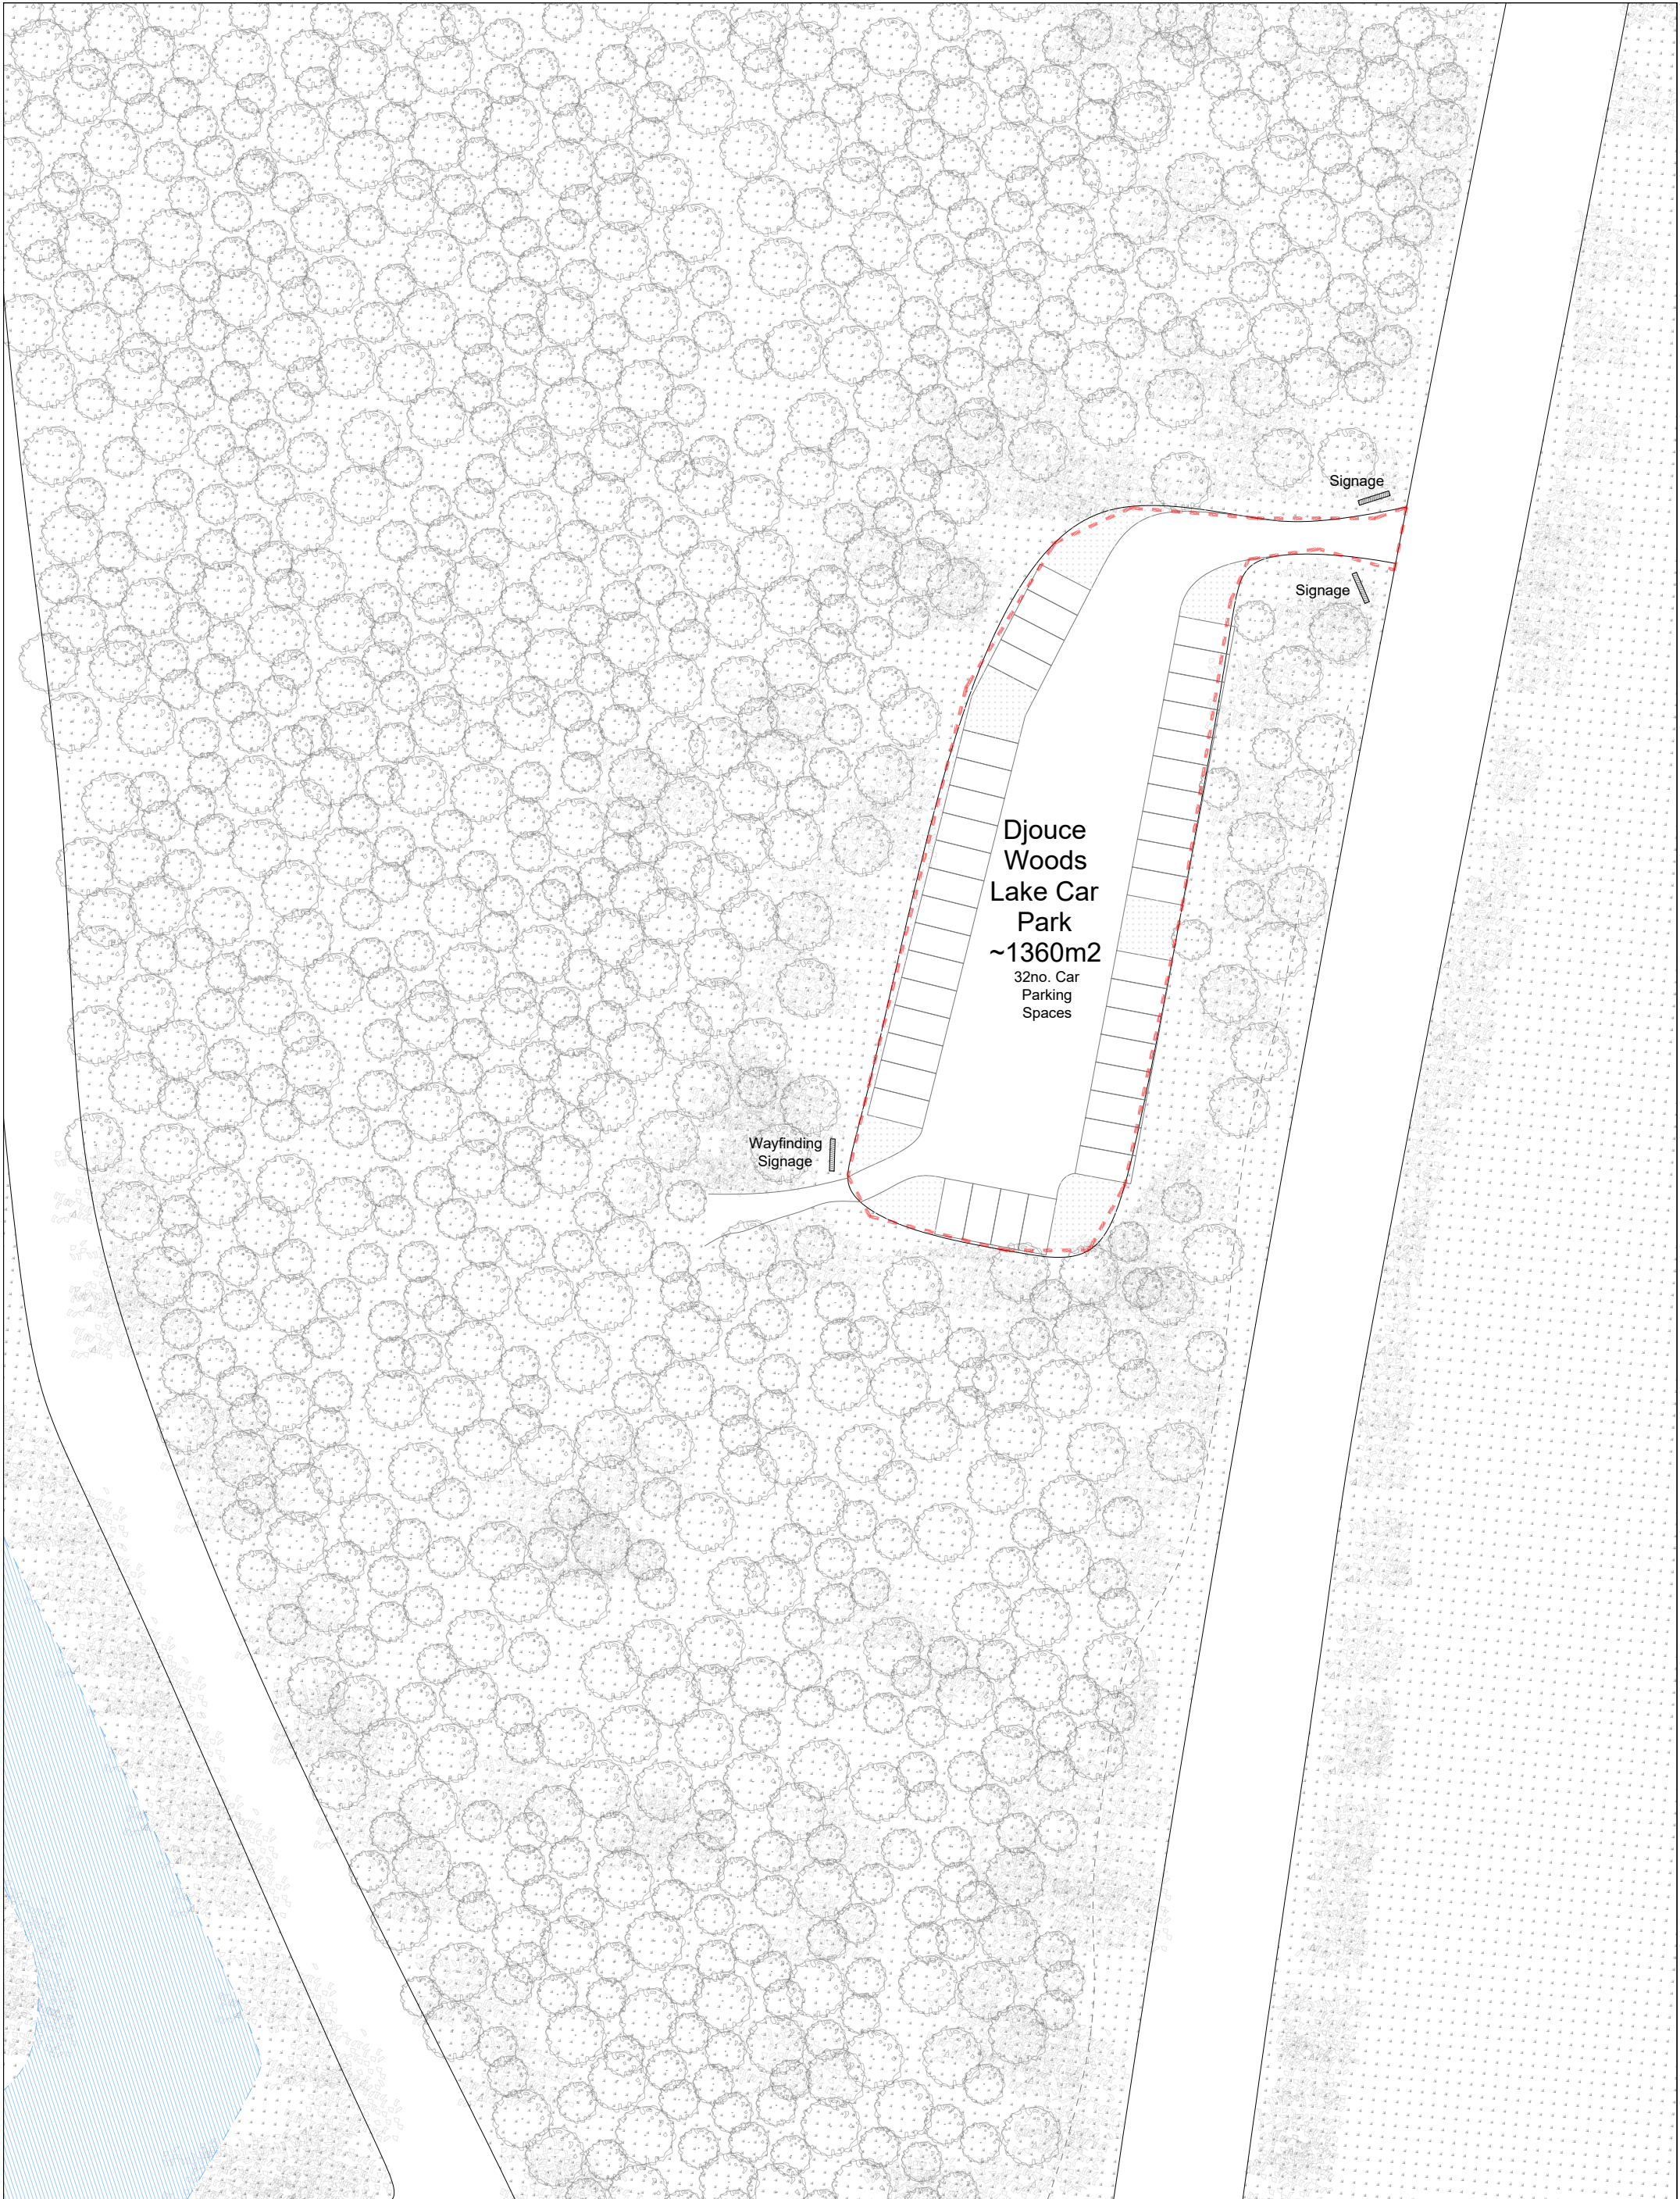 Signage
Signage
Djouce
Woods
Lake Car
Park
~1360m2
32no. Car
Parking
Spaces
Wayfinding
Signage